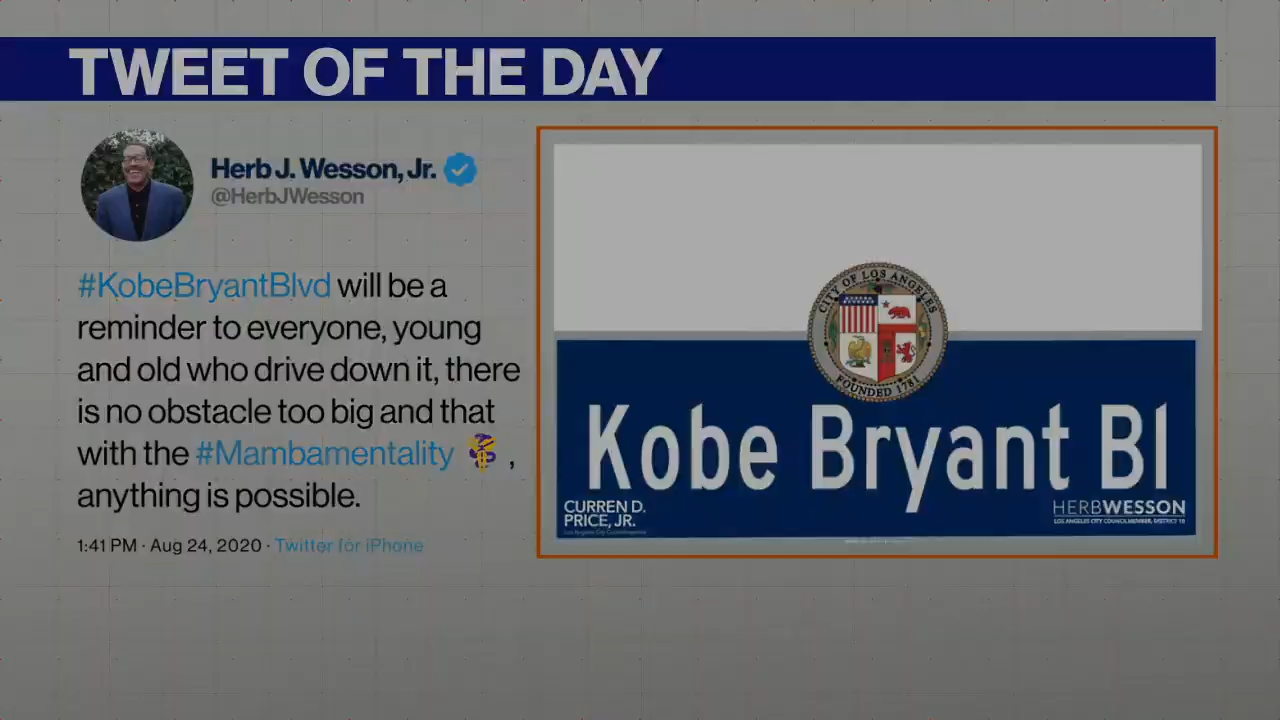 TWEET OF THE DAY
Herb J. Wesson, Jr.
@HerbJWesson
#KobeBryantBlvd will be a
reminder to everyone, young
and old who drive down it, there
is no obstacle too big and that
with the #Mambamentality ,
anything is possible.
1:41 PM · Aug 24, 2020 · Twitter for iPhone
CITY OF LOS ANGELES
FOUNDED 1781
Kobe Bryant Bl
CURREN D.
PRICE, JR.
HERBWESSON
LOS ANGELES CITY COUNCILMEMBER, DISTRICT 10